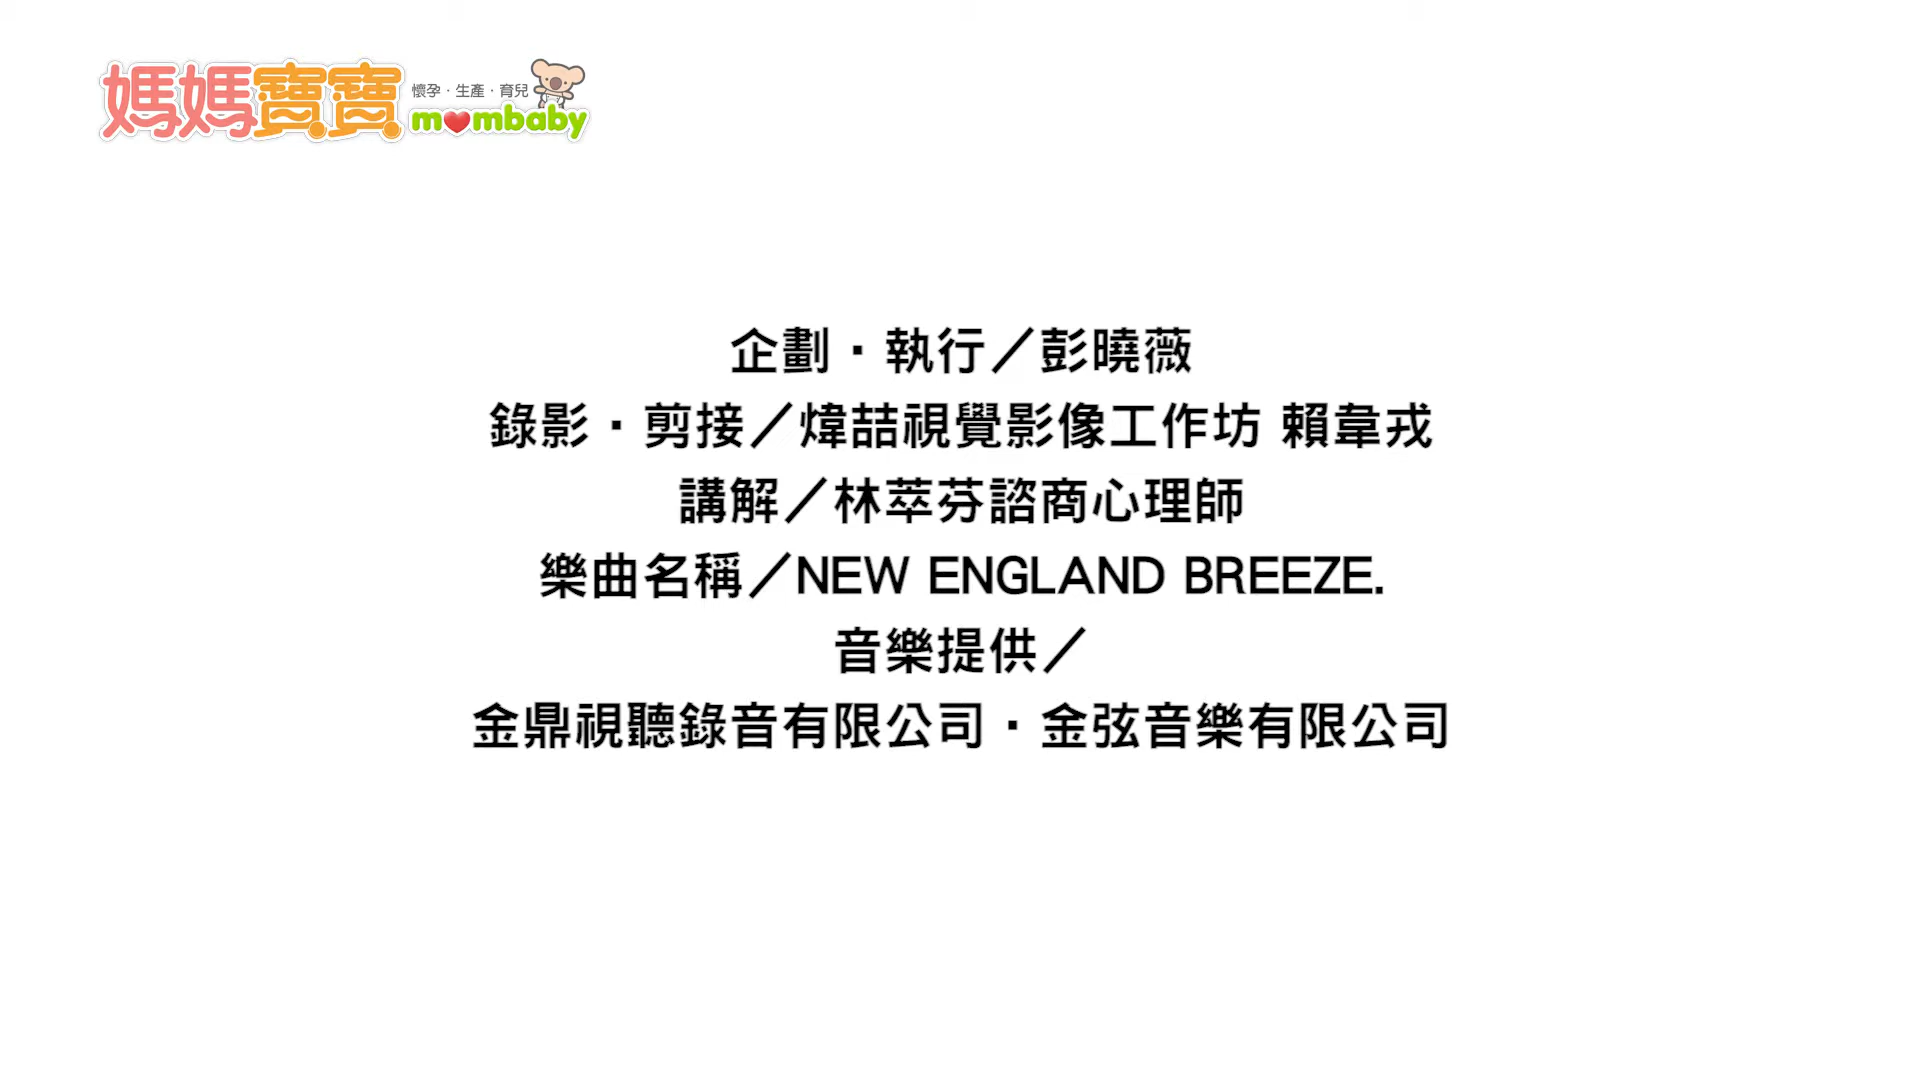 媽媽寶寶
懷孕·生產·育兒
mombaby
企劃·執行／彭曉薇
錄影·剪接／煒喆視覺影像工作坊 賴韋戎
講解／林萃芬諮商心理師
樂曲名稱／NEW ENGLAND BREEZE.
音樂提供／
金鼎視聽錄音有限公司·金弦音樂有限公司